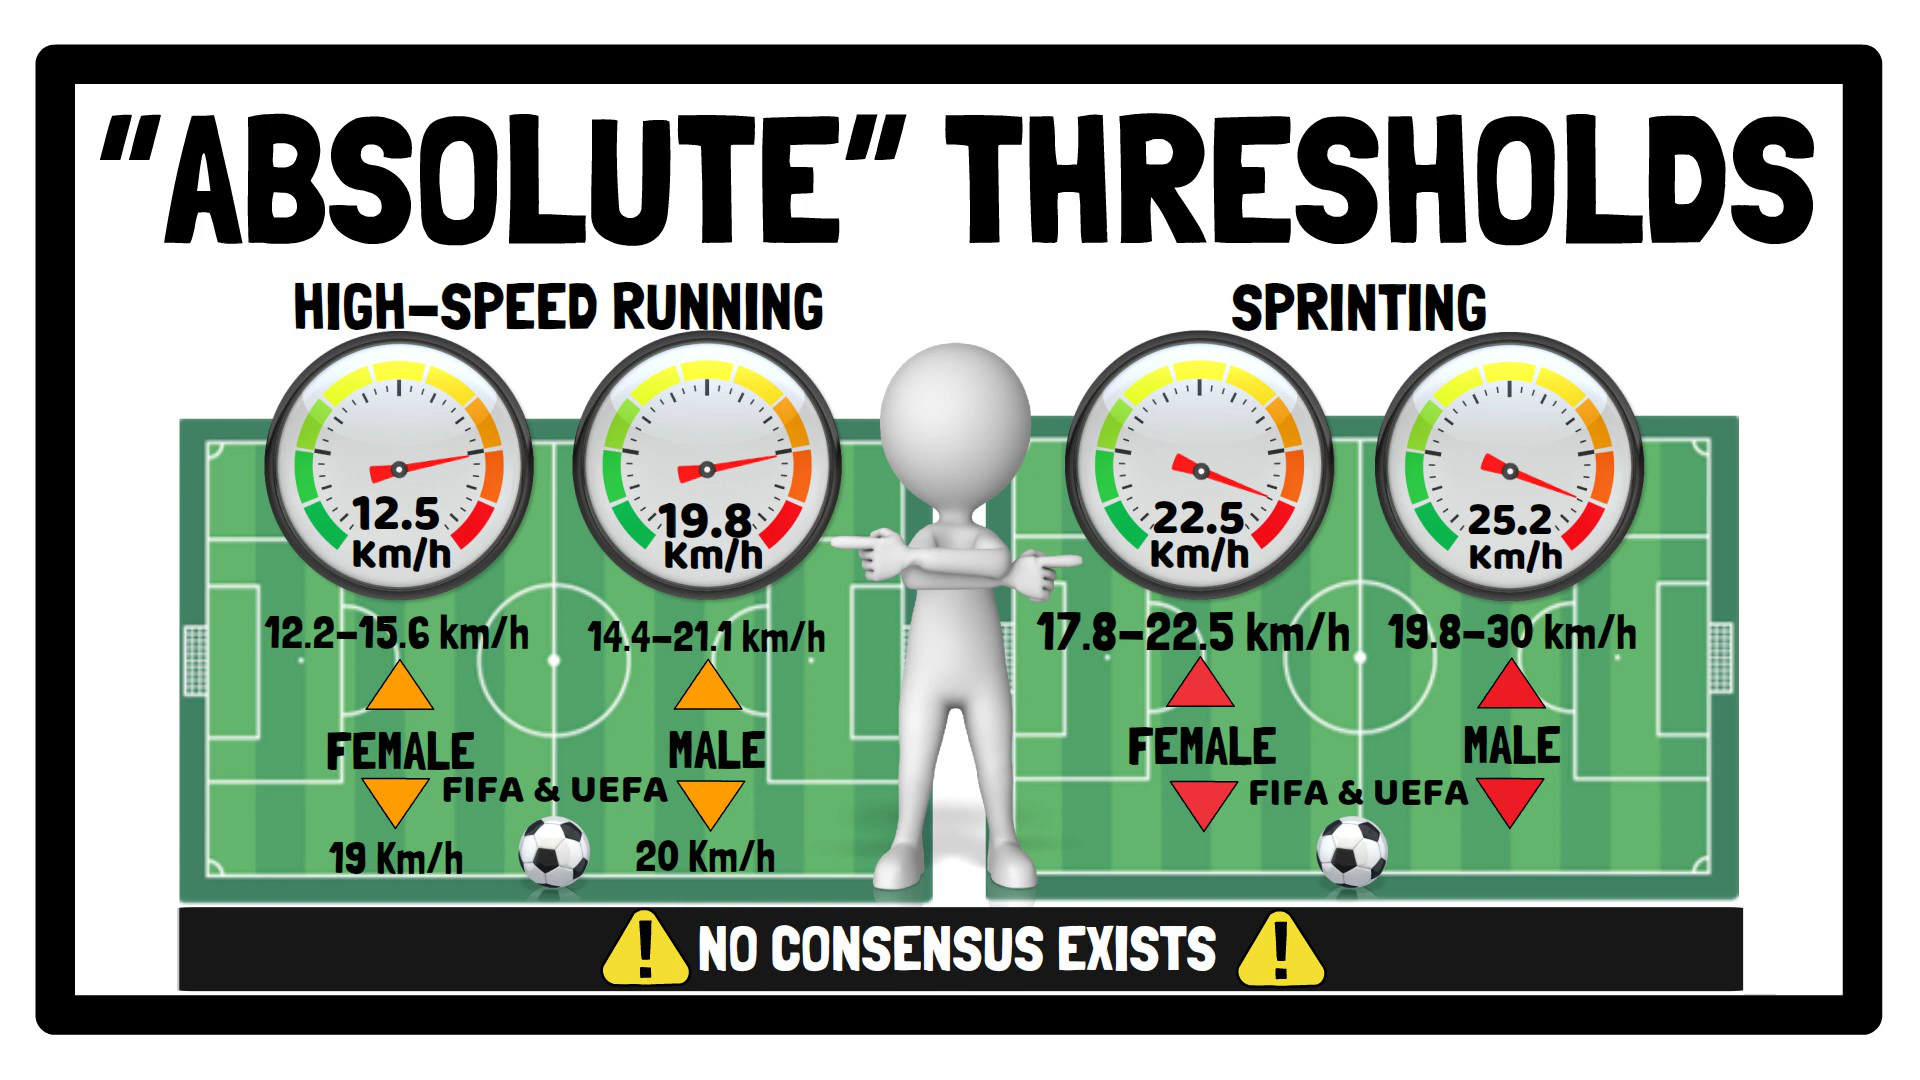 "ABSOLUTE" THRESHOLDS
HIGH-SPEED RUNNING
12.5
Km/h
19.8
Km/h
12.2-15.6 km/h
14.4-21.1 km/h
FEMALE
MALE
FIFA & UEFA
19 Km/h
20 Km/h
SPRINTING
22.5
Km/h
25.2
Km/h
17.8-22.5 km/h
19.8-30 km/h
FEMALE
MALE
FIFA & UEFA
! NO CONSENSUS EXISTS !